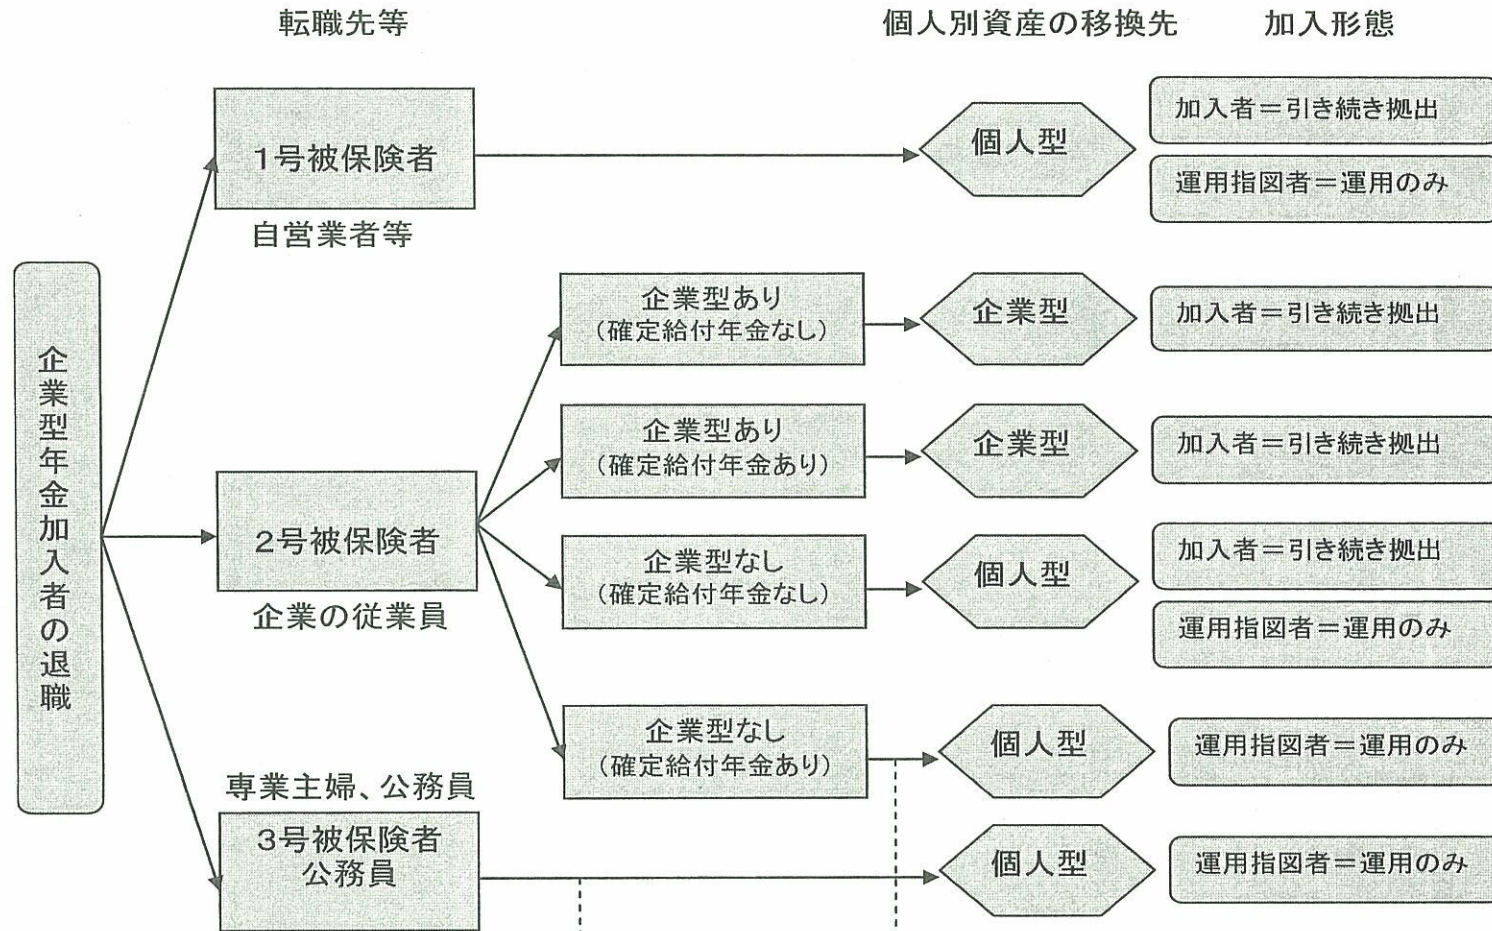 転職先等
個人別資産の移換先
加入形態
企業型年金加入者の退職
1号被保険者
自営業者等
個人型
加入者＝引き続き拠出
運用指図者＝運用のみ
2号被保険者
企業の従業員
企業型あり
（確定給付年金なし）
企業型
加入者＝引き続き拠出
企業型あり
（確定給付年金あり）
企業型
加入者＝引き続き拠出
企業型なし
（確定給付年金なし）
個人型
加入者＝引き続き拠出
運用指図者＝運用のみ
企業型なし
（確定給付年金あり）
個人型
運用指図者＝運用のみ
専業主婦、公務員
3号被保険者
公務員
個人型
運用指図者＝運用のみ